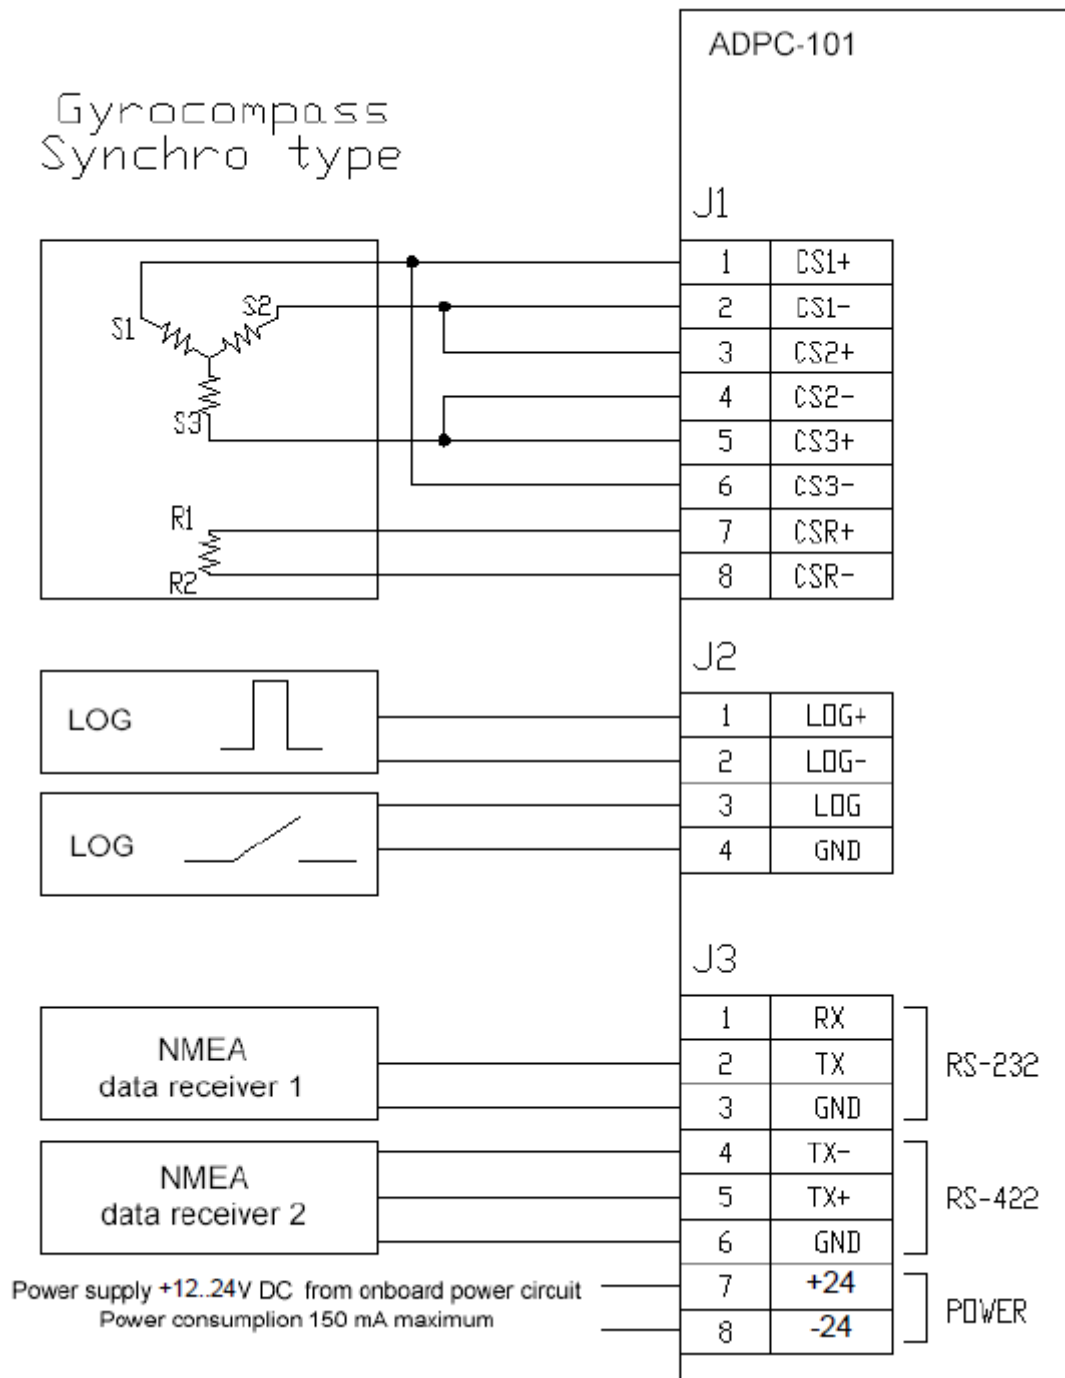 ADPC-101
Gyrocompass
Synchro type
J1
S1
S2
S3
R1
R2
1 CS1+
2 CS1-
3 CS2+
4 CS2-
5 CS3+
6 CS3-
7 CSR+
8 CSR-
J2
LOG
LOG
1 LOG+
2 LOG-
3 LOG
4 GND
J3
NMEA
data receiver 1
NMEA
data receiver 2
1 RX
2 TX
3 GND
RS-232
4 TX-
5 TX+
6 GND
RS-422
Power supply +12..24V DC from onboard power circuit
Power consumplion 150 mA maximum
7 +24
8 -24
POWER